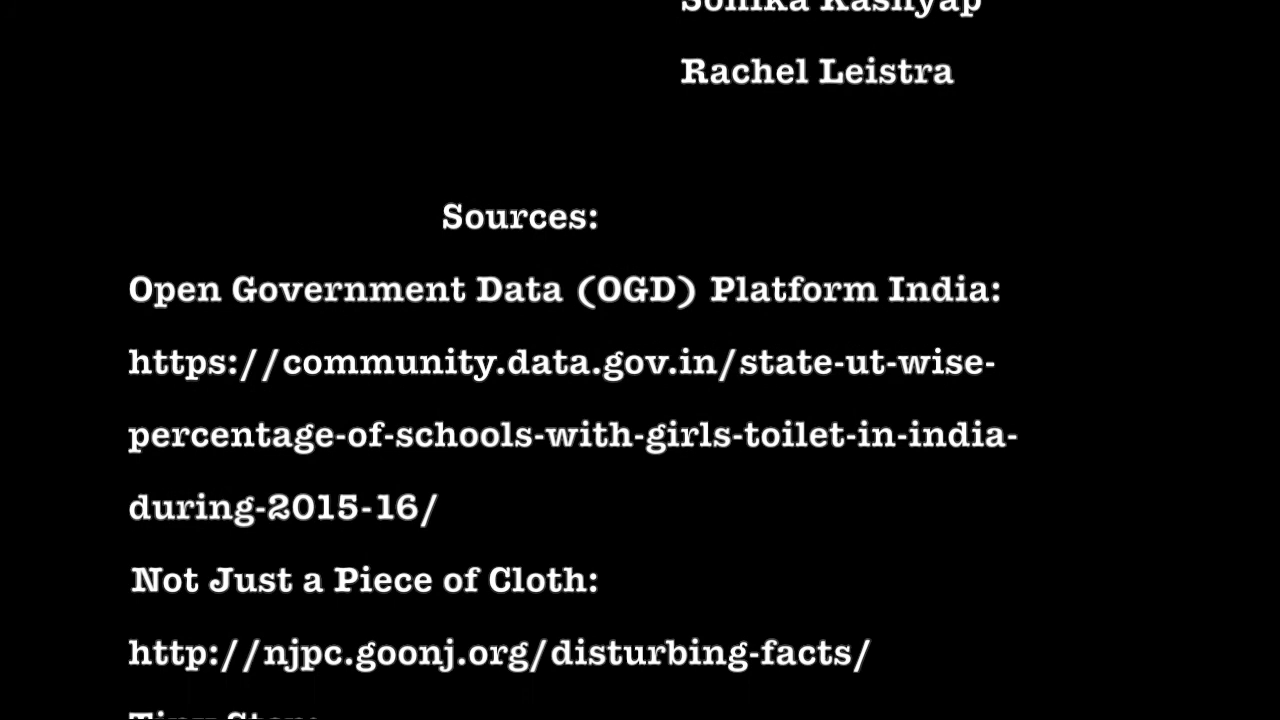 Sonika Kashyap
Rachel Leistra
Sources:
Open Government Data (OGD) Platform India:
https://community.data.gov.in/state-ut-wise-
percentage-of-schools-with-girls-toilet-in-india-
during-2015-16/
Not Just a Piece of Cloth:
http://njpc.goonj.org/disturbing-facts/